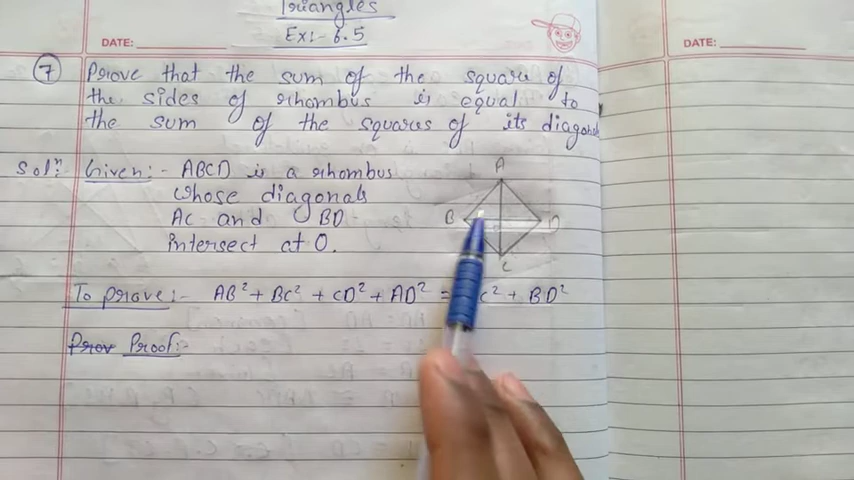 Triangles
Ex:- 6.5
DATE:
DATE:
7 Prove that the sum of the square of
the sides of rhombus is equal to
the sum of the squares of its diagonals
Solⁿ: Given:- ABCD is a rhombus
whose diagonals
AC and BD
intersect at O.
A
B
D
C
To prove:- AB² + BC² + CD² + AD² = C² + BD²
Prov Proof:-